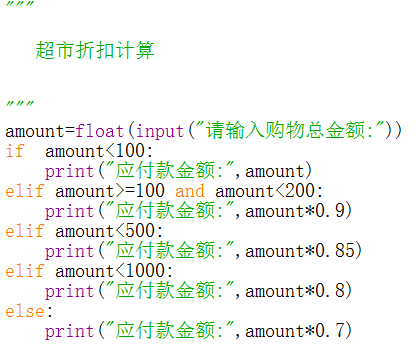 """
超市折扣计算
"""
amount=float(input("请输入购物总金额:"))
if  amount<100:
    print("应付款金额:",amount)
elif amount>=100 and amount<200:
    print("应付款金额:",amount*0.9)
elif amount<500:
    print("应付款金额:",amount*0.85)
elif amount<1000:
    print("应付款金额:",amount*0.8)
else:
    print("应付款金额:",amount*0.7)